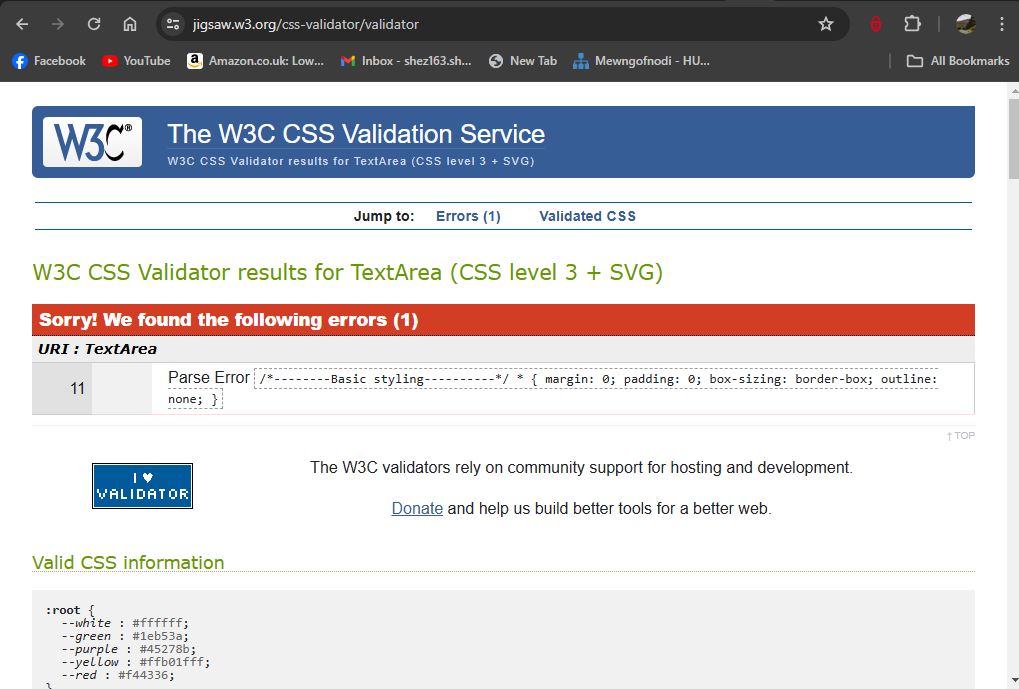 jigsaw.w3.org/css-validator/validator
Facebook YouTube Amazon.co.uk: Low... Inbox - shez163.sh... New Tab Mewngofnodi - HU... All Bookmarks
W3C®
The W3C CSS Validation Service
W3C CSS Validator results for TextArea (CSS level 3 + SVG)
Jump to: Errors (1) Validated CSS
W3C CSS Validator results for TextArea (CSS level 3 + SVG)
Sorry! We found the following errors (1)
URI : TextArea
11 Parse Error /*--------Basic styling----------*/ * { margin: 0; padding: 0; box-sizing: border-box; outline:
none; }
↑ TOP
I ♥
VALIDATOR
The W3C validators rely on community support for hosting and development.
Donate and help us build better tools for a better web.
Valid CSS information
:root {
--white : #ffffff;
--green : #1eb53a;
--purple : #45278b;
--yellow : #ffb01fff;
--red : #f44336;
}